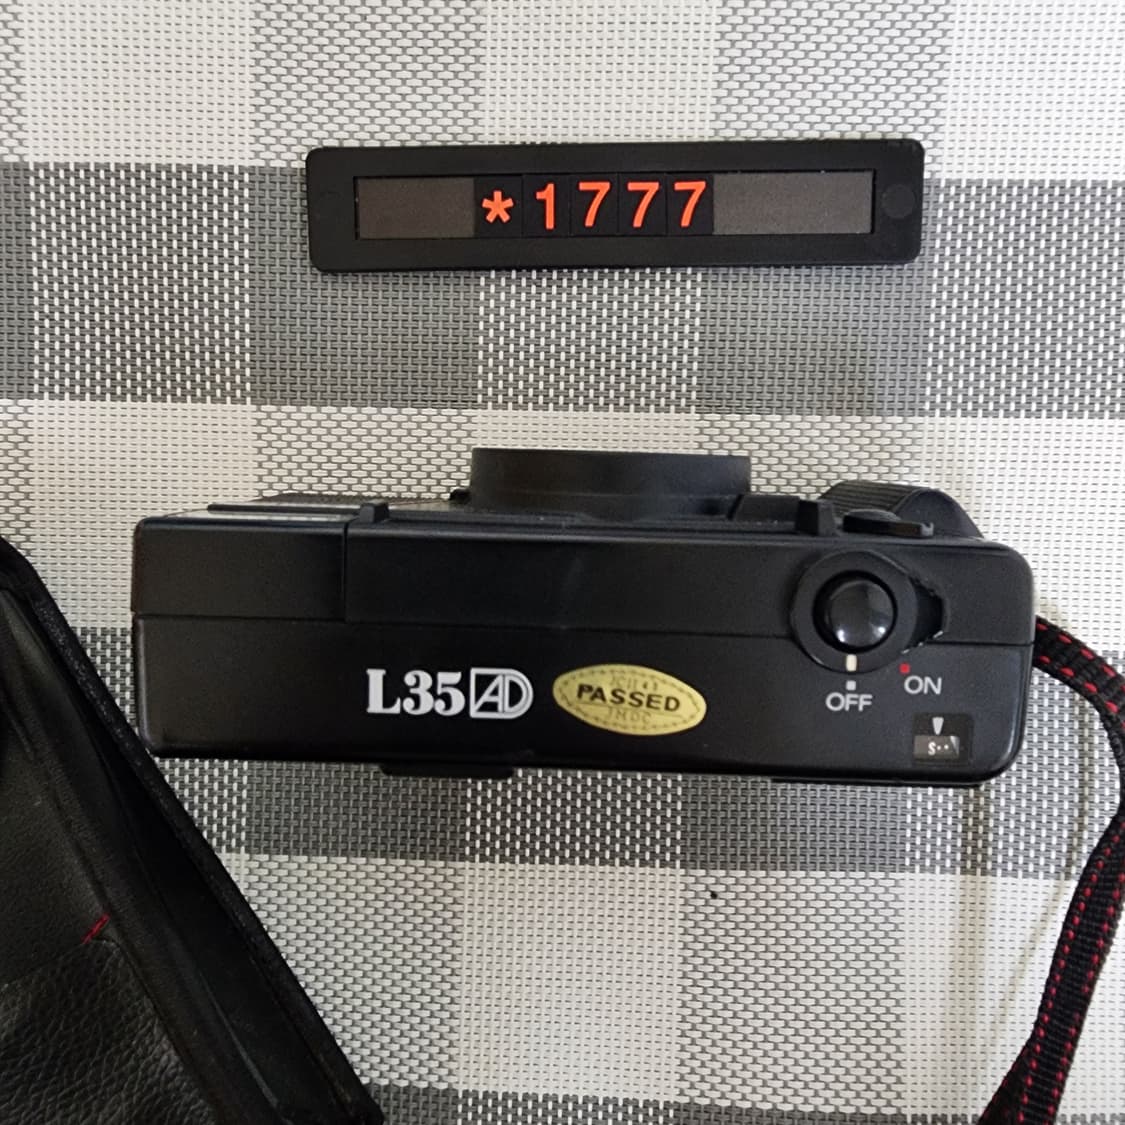 *1777
L35AD
PASSED
OFF
ON
S